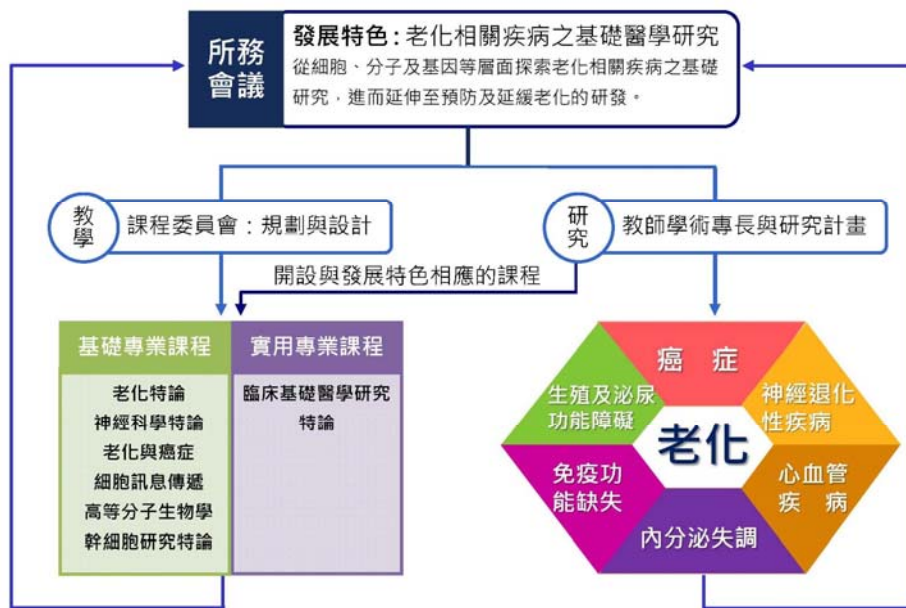 所務
會議
發展特色：老化相關疾病之基礎醫學研究
從細胞、分子及基因等層面探索老化相關疾病之基礎
研究，進而延伸至預防及延緩老化的研發。
教學
課程委員會：規劃與設計
研究
教師學術專長與研究計畫
開設與發展特色相應的課程
基礎專業課程
老化特論
神經科學特論
老化與癌症
細胞訊息傳遞
高等分子生物學
幹細胞研究特論
實用專業課程
臨床基礎醫學研究
特論
癌 症
神經退化
性疾病
心血管
疾 病
內分泌失調
免疫功
能缺失
生殖及泌尿
功能障礙
老化